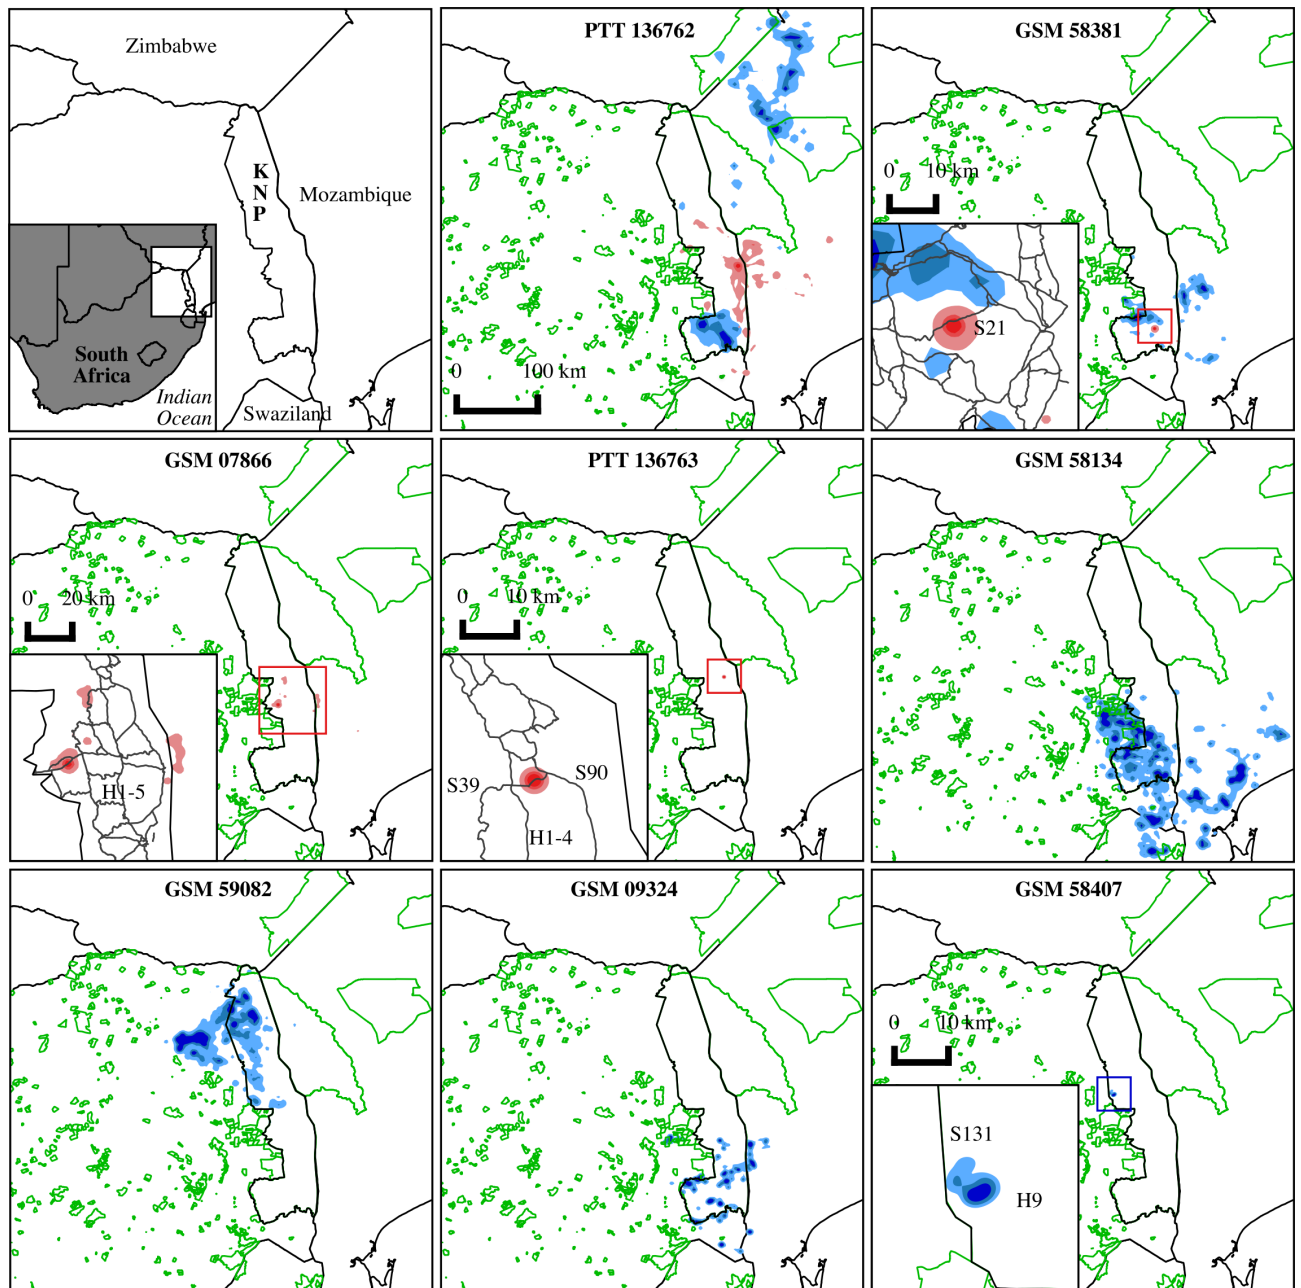 Zimbabwe
K
N
P
Mozambique
South
Africa
Indian
Ocean
Swaziland
PTT 136762
0 100 km
GSM 58381
0 10 km
S21
GSM 07866
0 20 km
H1-5
PTT 136763
0 10 km
S39
S90
H1-4
GSM 58134
GSM 59082
GSM 09324
GSM 58407
0 10 km
S131
H9